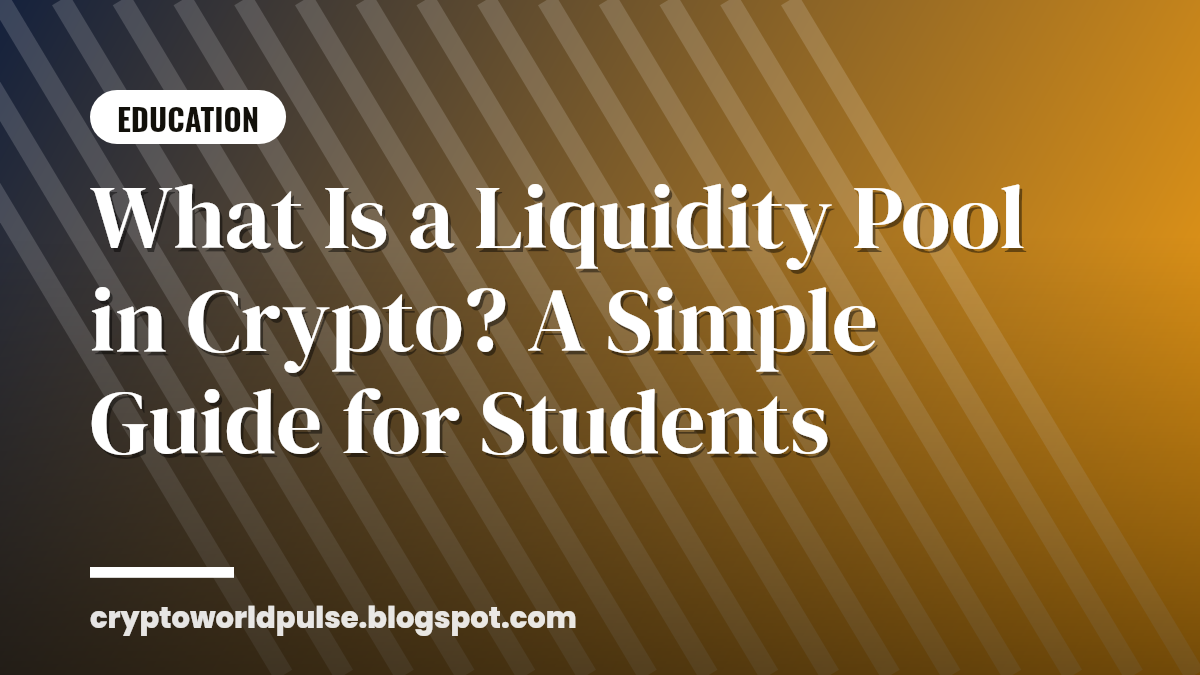 EDUCATION
What Is a Liquidity Pool
in Crypto? A Simple
Guide for Students
cryptoworldpulse.blogspot.com